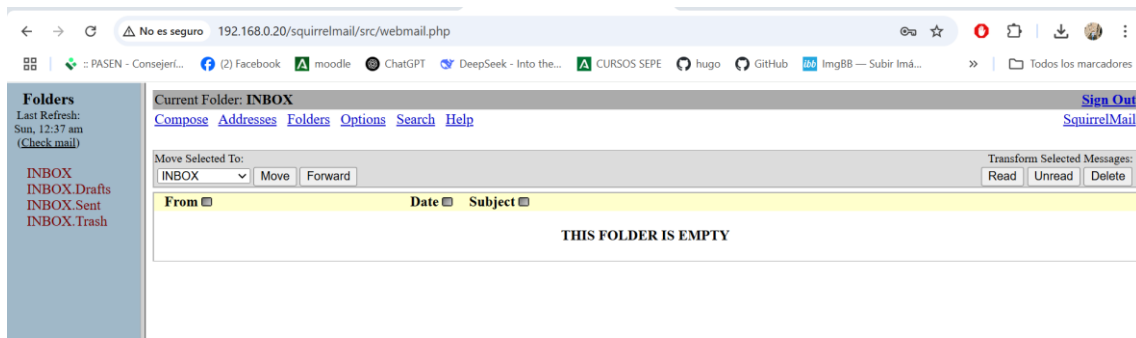 No es seguro 192.168.0.20/squirrelmail/src/webmail.php
:: PASEN - Consejerí... (2) Facebook moodle ChatGPT DeepSeek - Into the... CURSOS SEPE hugo GitHub ibb ImgBB — Subir Imá... » Todos los marcadores
Folders
Last Refresh:
Sun, 12:37 am
(Check mail)
INBOX
INBOX.Drafts
INBOX.Sent
INBOX.Trash
Current Folder: INBOX Sign Out
Compose Addresses Folders Options Search Help SquirrelMail
Move Selected To: Transform Selected Messages:
INBOX Move Forward Read Unread Delete
From Date Subject
THIS FOLDER IS EMPTY